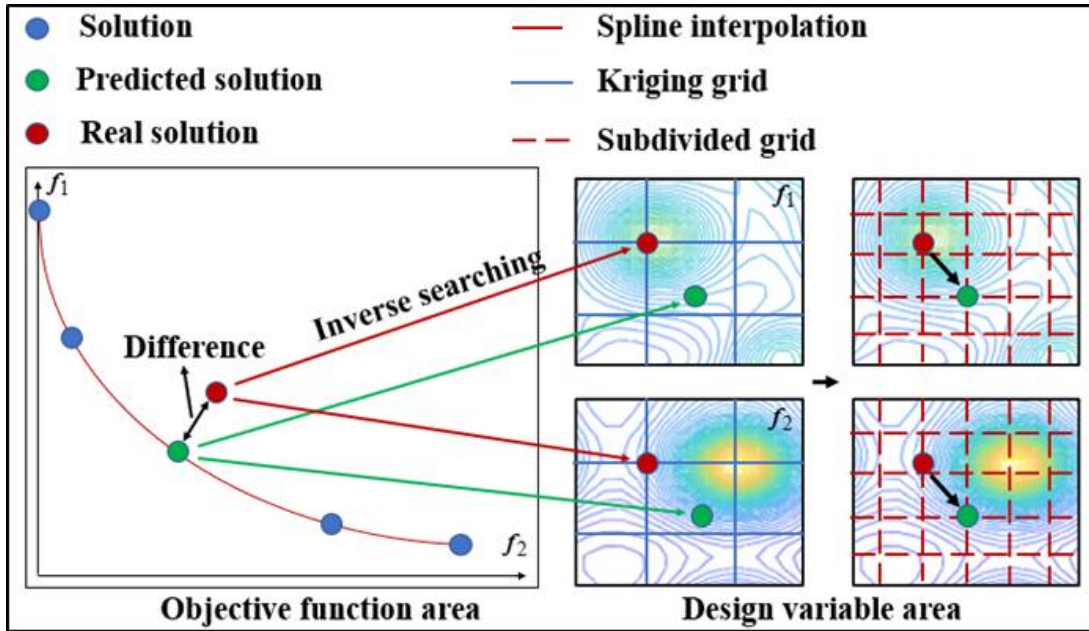 Solution
Spline interpolation
Predicted solution
Kriging grid
Real solution
Subdivided grid
f1
f1
Inverse searching
Difference
f2
f2
Objective function area
Design variable area